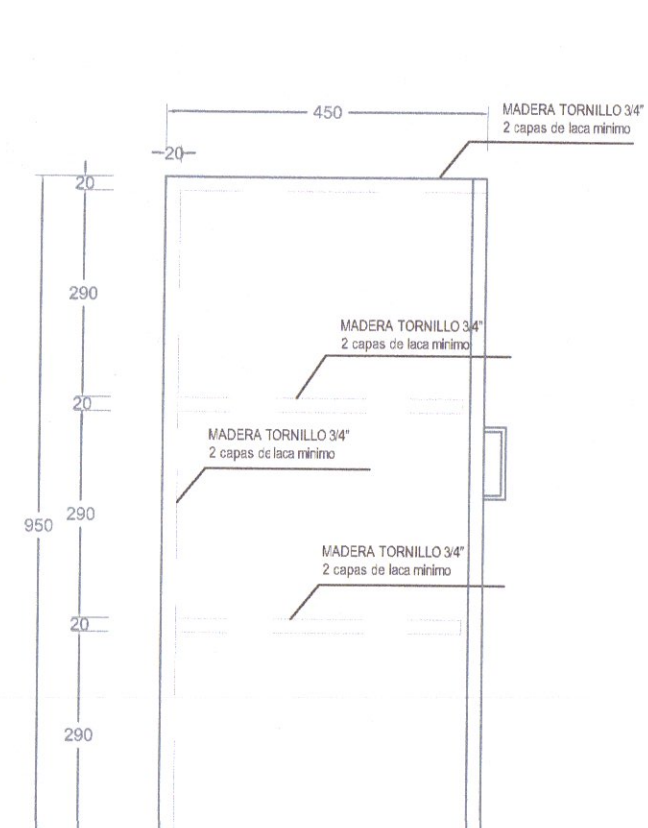 450
MADERA TORNILLO 3/4"
2 capas de laca minimo
20
20
290
MADERA TORNILLO 3/4"
2 capas de laca minimo
20
MADERA TORNILLO 3/4"
2 capas de laca minimo
950
290
MADERA TORNILLO 3/4"
2 capas de laca minimo
20
290